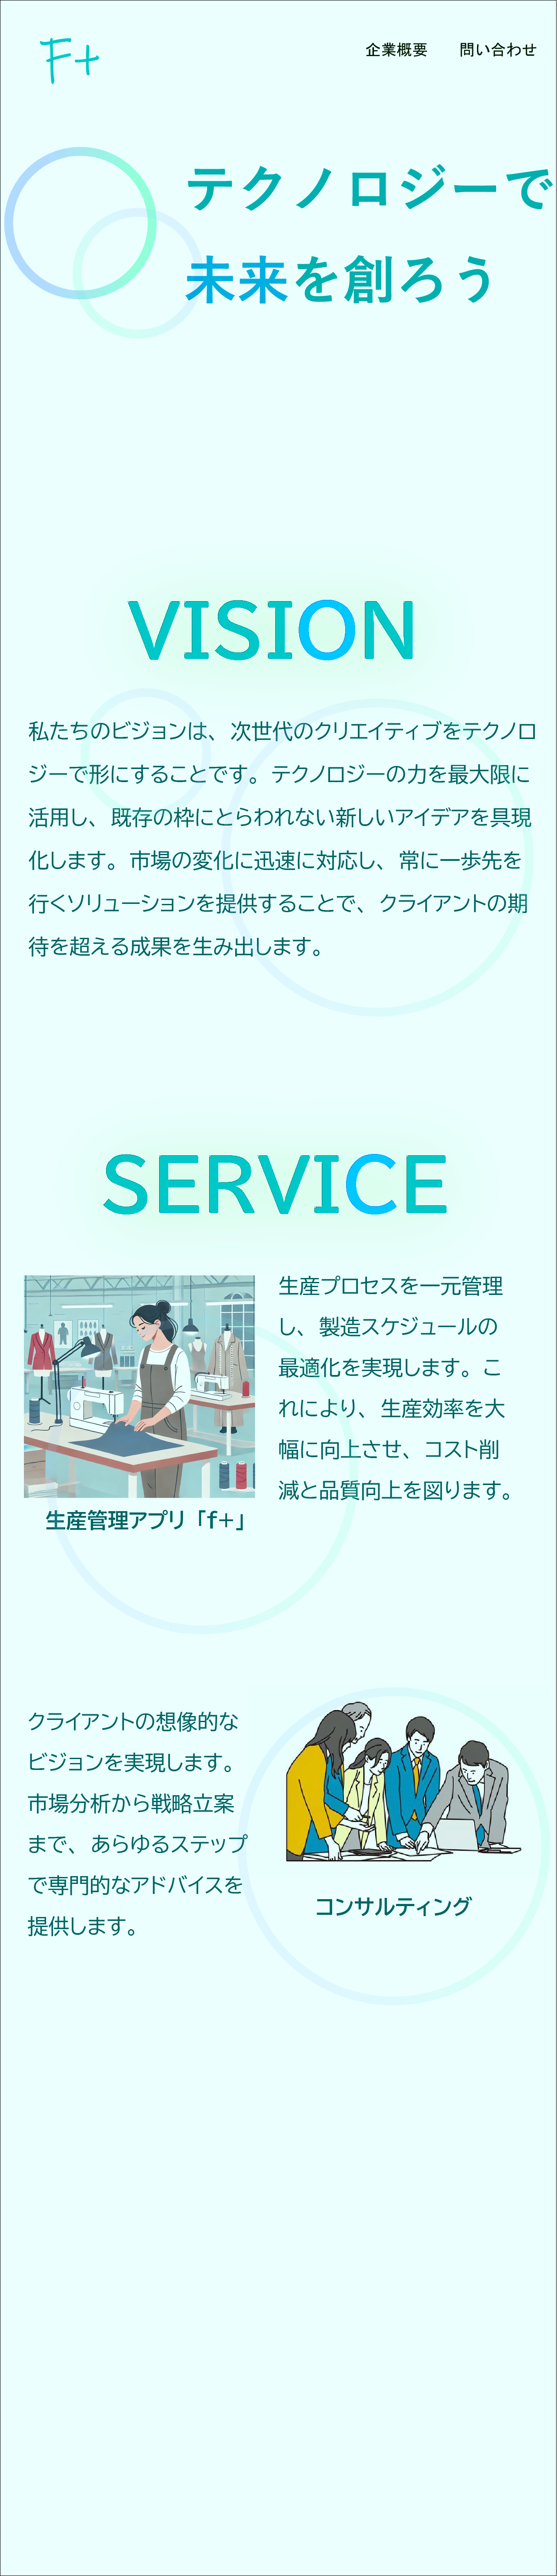 F+
企業概要 問い合わせ
テクノロジーで
未来を創ろう
VISION
私たちのビジョンは、次世代のクリエイティブをテクノロ
ジーで形にすることです。テクノロジーの力を最大限に
活用し、既存の枠にとらわれない新しいアイデアを具現
化します。市場の変化に迅速に対応し、常に一歩先を
行くソリューションを提供することで、クライアントの期
待を超える成果を生み出します。
SERVICE
生産プロセスを一元管理
し、製造スケジュールの
最適化を実現します。こ
れにより、生産効率を大
幅に向上させ、コスト削
減と品質向上を図ります。
生産管理アプリ「f+」
クライアントの想像的な
ビジョンを実現します。
市場分析から戦略立案
まで、あらゆるステップ
で専門的なアドバイスを
提供します。
コンサルティング